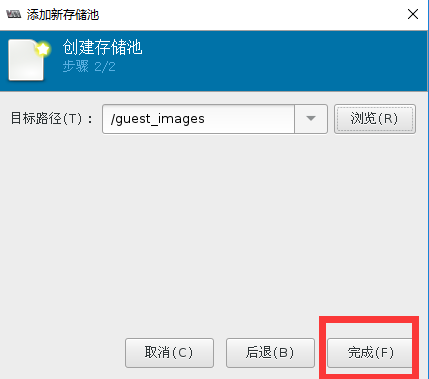 添加新存储池
创建存储池
步骤 2/2
目标路径(T)： /guest_images 浏览(R)
取消(C) 后退(B) 完成(F)